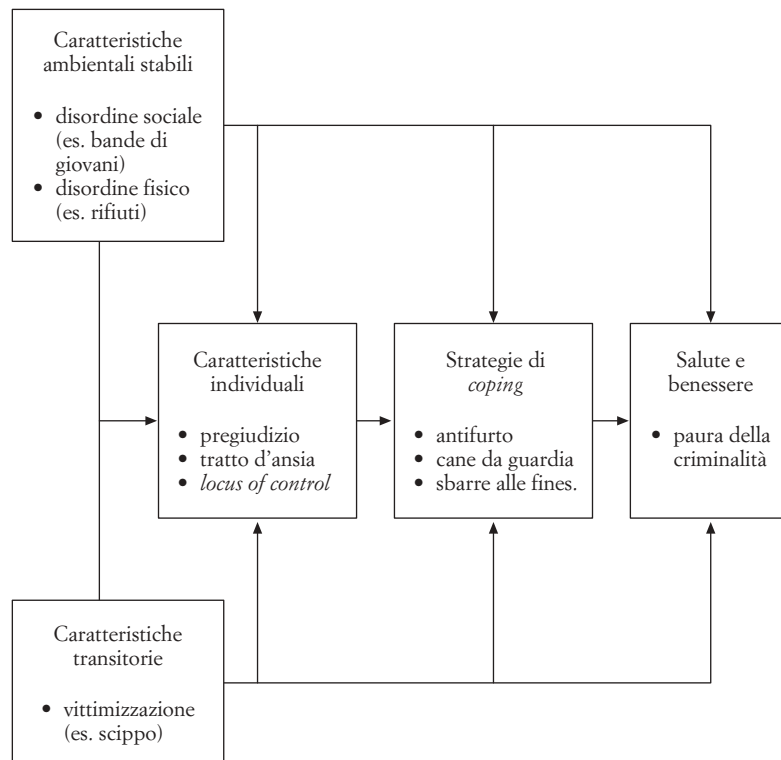 Caratteristiche
ambientali stabili
• disordine sociale
(es. bande di
giovani)
• disordine fisico
(es. rifiuti)
Caratteristiche
individuali
• pregiudizio
• tratto d'ansia
• locus of control
Strategie di
coping
• antifurto
• cane da guardia
• sbarre alle fines.
Salute e
benessere
• paura della
criminalità
Caratteristiche
transitorie
• vittimizzazione
(es. scippo)